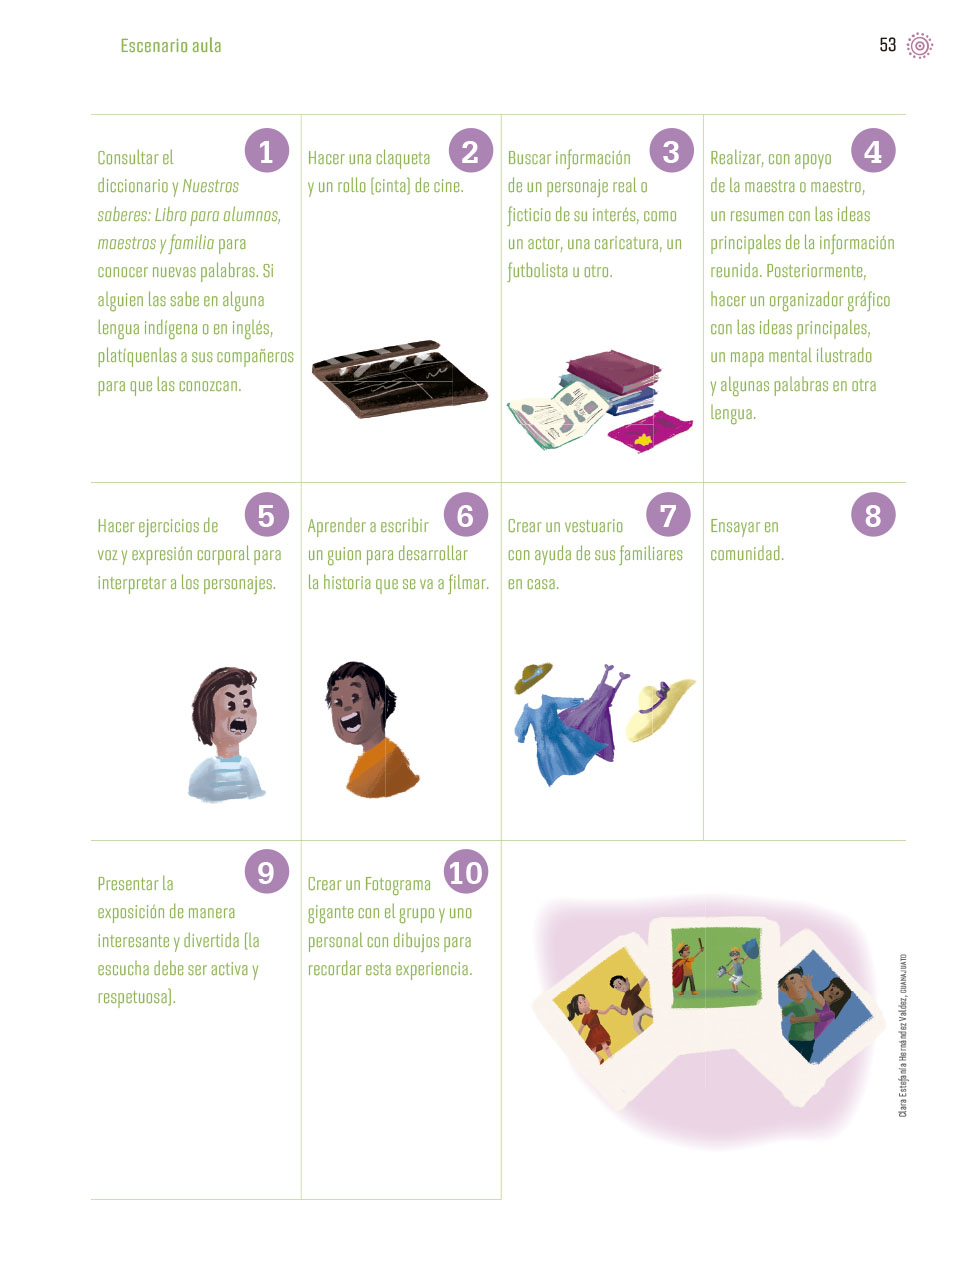 Escenario aula
53
1
Consultar el
diccionario y Nuestros
saberes: Libro para alumnos,
maestros y familia para
conocer nuevas palabras. Si
alguien las sabe en alguna
lengua indígena o en inglés,
platíquenlas a sus compañeros
para que las conozcan.
2
Hacer una claqueta
y un rollo (cinta) de cine.
3
Buscar información
de un personaje real o
ficticio de su interés, como
un actor, una caricatura, un
futbolista u otro.
4
Realizar, con apoyo
de la maestra o maestro,
un resumen con las ideas
principales de la información
reunida. Posteriormente,
hacer un organizador gráfico
con las ideas principales,
un mapa mental ilustrado
y algunas palabras en otra
lengua.
5
Hacer ejercicios de
voz y expresión corporal para
interpretar a los personajes.
6
Aprender a escribir
un guion para desarrollar
la historia que se va a filmar.
7
Crear un vestuario
con ayuda de sus familiares
en casa.
8
Ensayar en
comunidad.
9
Presentar la
exposición de manera
interesante y divertida (la
escucha debe ser activa y
respetuosa).
10
Crear un Fotograma
gigante con el grupo y uno
personal con dibujos para
recordar esta experiencia.
Clara Estefanía Hernández Valdez, GUANAJUATO